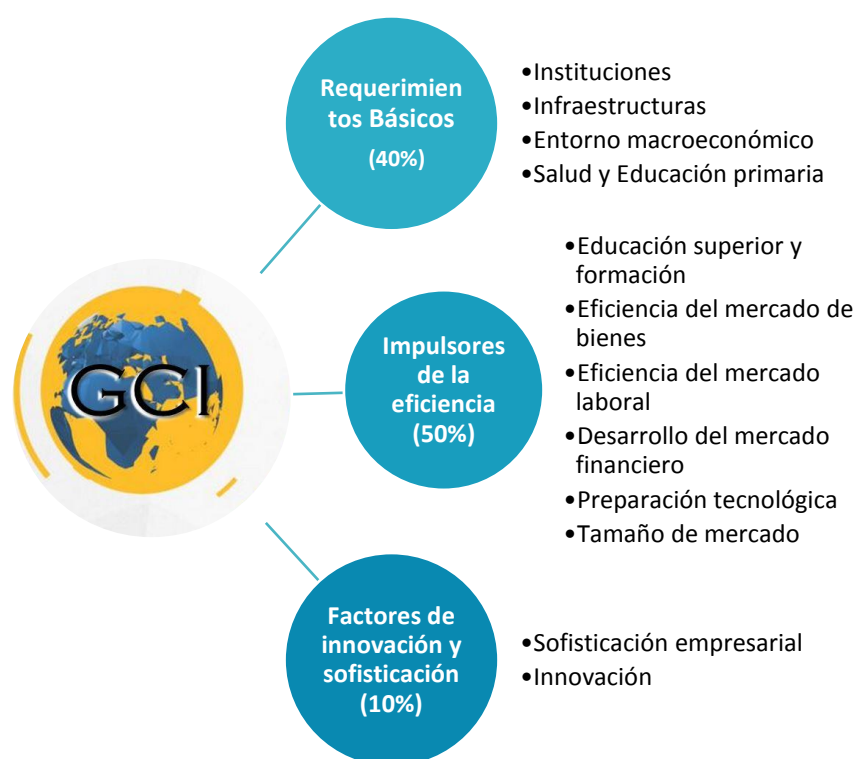 GCI
Requerimien
tos Básicos
(40%)
•Instituciones
•Infraestructuras
•Entorno macroeconómico
•Salud y Educación primaria
Impulsores
de la
eficiencia
(50%)
•Educación superior y
formación
•Eficiencia del mercado de
bienes
•Eficiencia del mercado
laboral
•Desarrollo del mercado
financiero
•Preparación tecnológica
•Tamaño de mercado
Factores de
innovación y
sofisticación
(10%)
•Sofisticación empresarial
•Innovación